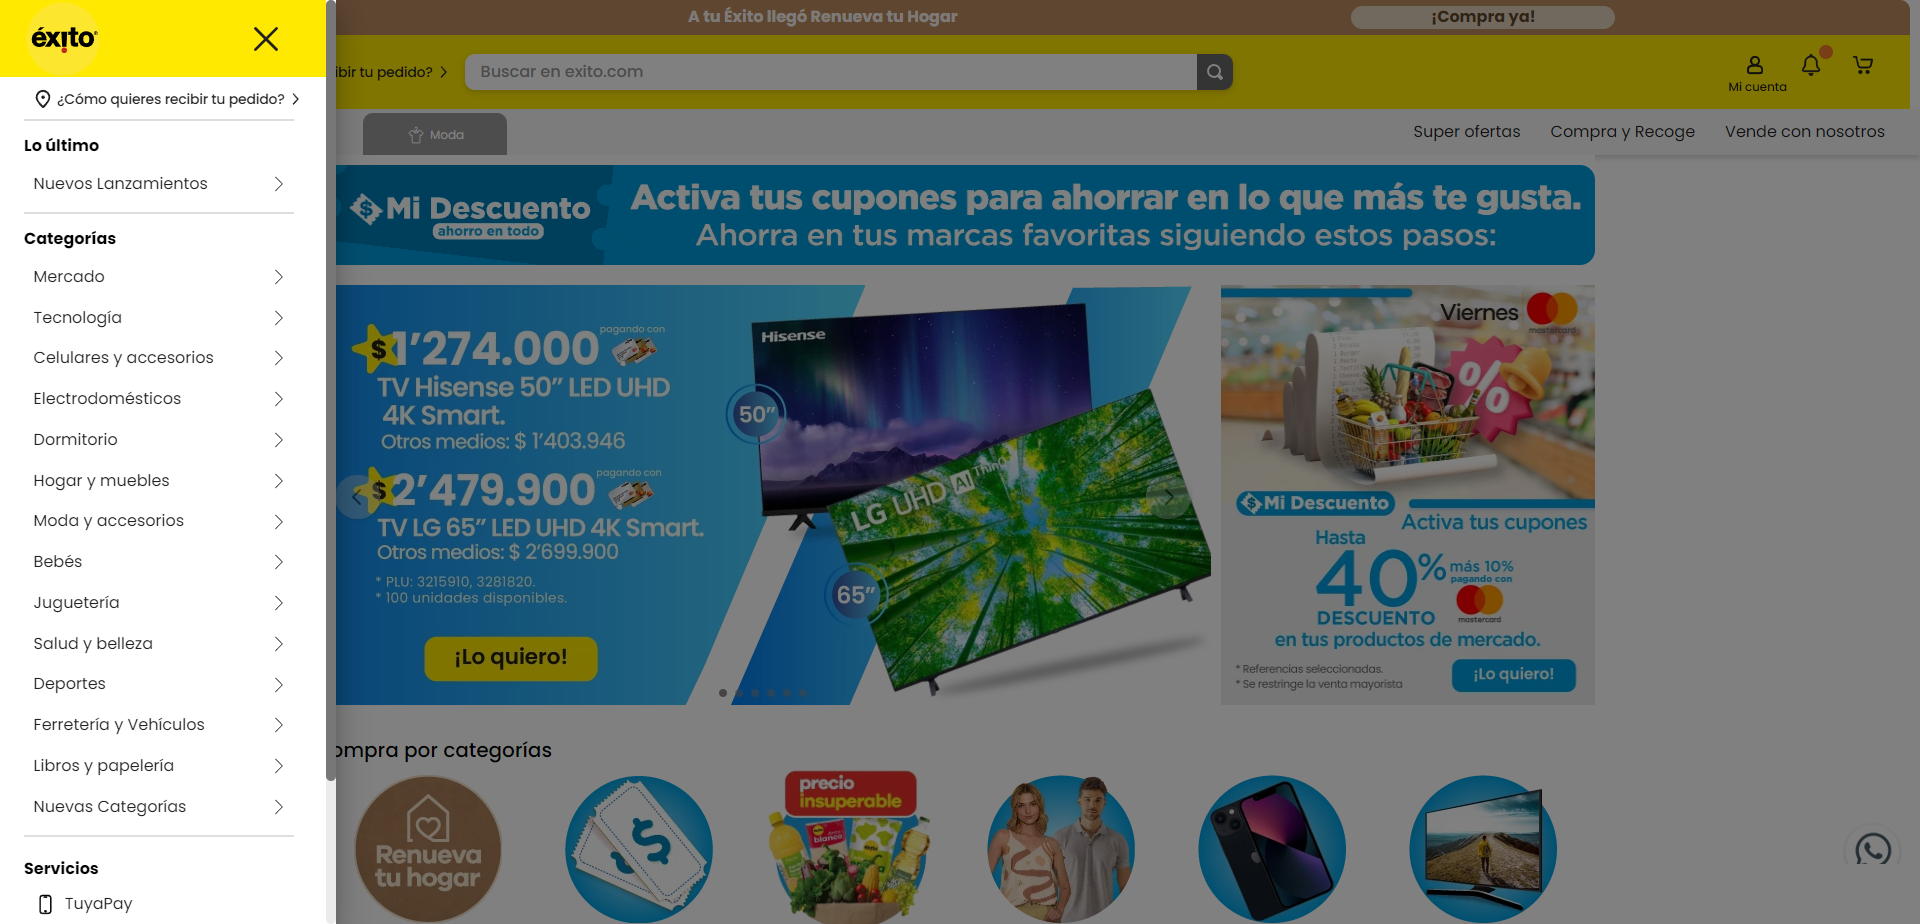 éxito
¿Cómo quieres recibir tu pedido?
Lo último
Nuevos Lanzamientos
Categorías
Mercado
Tecnología
Celulares y accesorios
Electrodomésticos
Dormitorio
Hogar y muebles
Moda y accesorios
Bebés
Juguetería
Salud y belleza
Deportes
Ferretería y Vehículos
Libros y papelería
Nuevas Categorías
Servicios
TuyaPay
A tu Éxito llegó Renueva tu Hogar
¡Compra ya!
ibir tu pedido?
Buscar en exito.com
Mi cuenta
Moda
Super ofertas
Compra y Recoge
Vende con nosotros
$ Mi Descuento
ahorro en todo
Activa tus cupones para ahorrar en lo que más te gusta.
Ahorra en tus marcas favoritas siguiendo estos pasos:
pagando con
$1’274.000
TV Hisense 50” LED UHD
4K Smart.
Otros medios: $ 1’403.946
pagando con
$2’479.900
TV LG 65” LED UHD 4K Smart.
Otros medios: $ 2’699.900
* PLU: 3215910, 3281820.
* 100 unidades disponibles.
¡Lo quiero!
Hisense
50”
LG UHD AI ThinQ
65”
Viernes
mastercard
%
$ Mi Descuento
Activa tus cupones
Hasta
40%
más 10%
pagando con
mastercard
DESCUENTO
en tus productos de mercado.
* Referencias seleccionadas.
* Se restringe la venta mayorista
¡Lo quiero!
ompra por categorías
Renueva
tu hogar
$
precio
insuperable